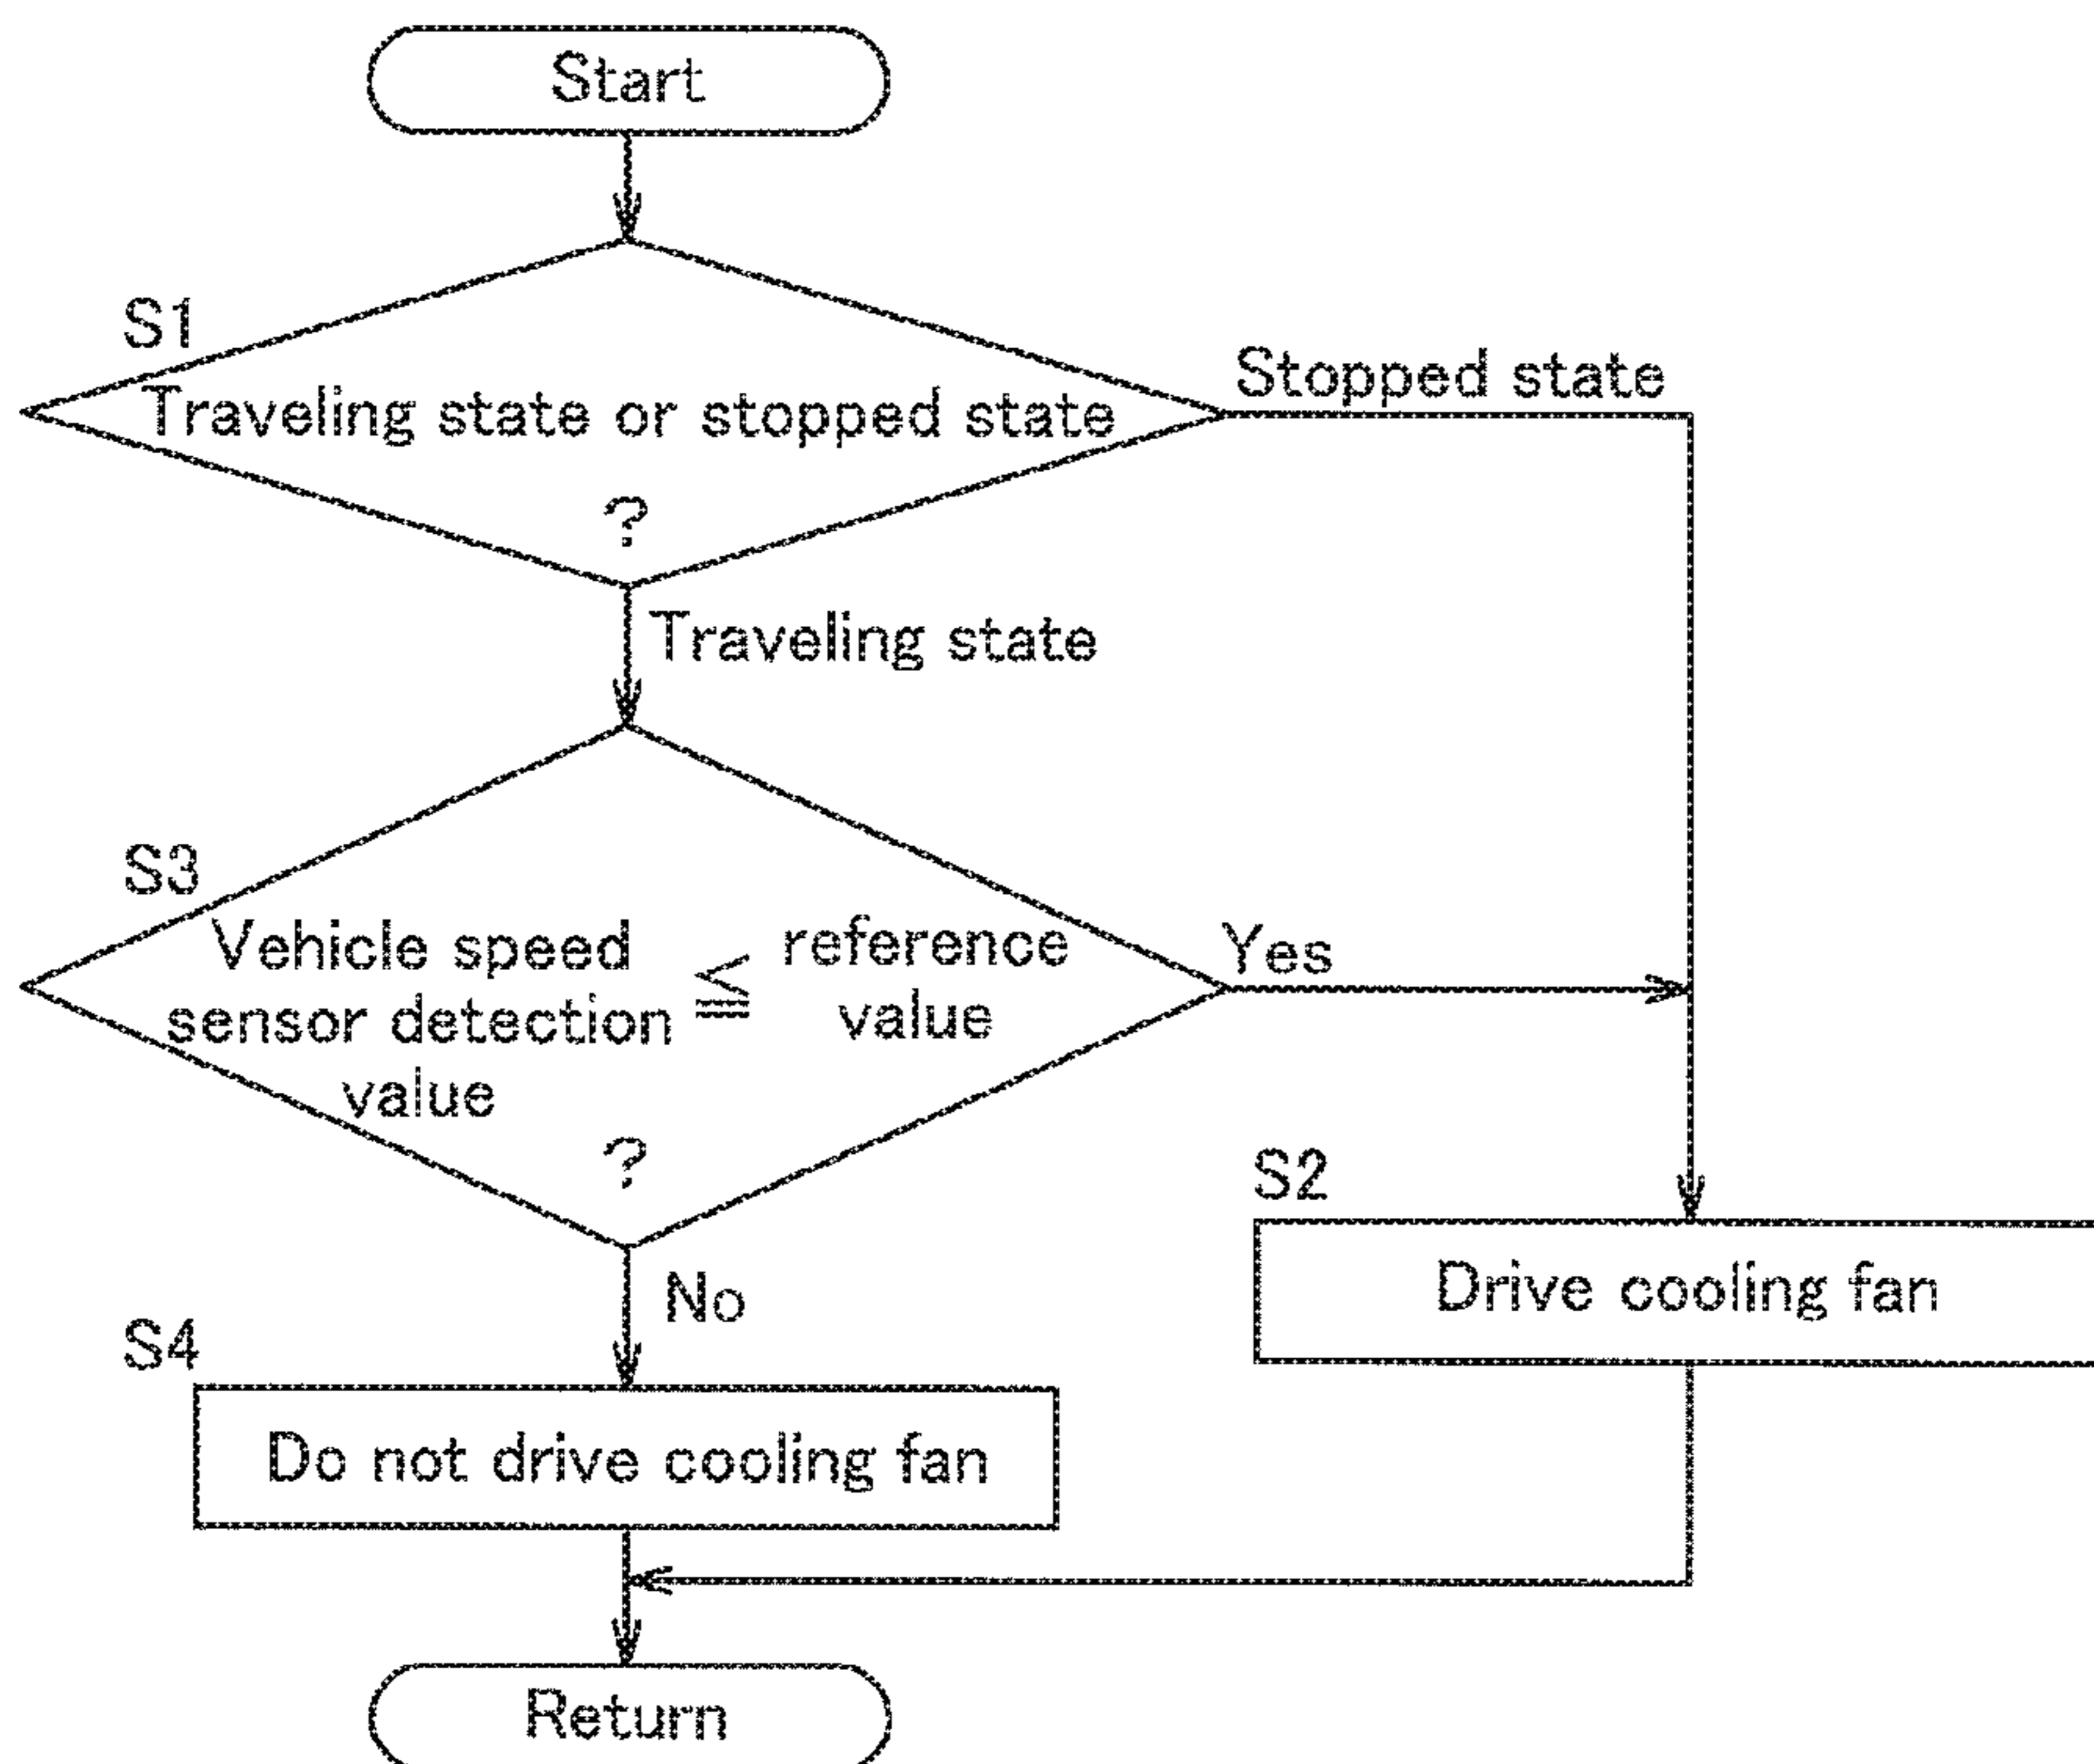 Start
S1
Stopped state
Traveling state or stopped state
?
Traveling state
S3
Vehicle speed sensor detection value ≦ reference value
?
Yes
No
S2
Drive cooling fan
S4
Do not drive cooling fan
Return